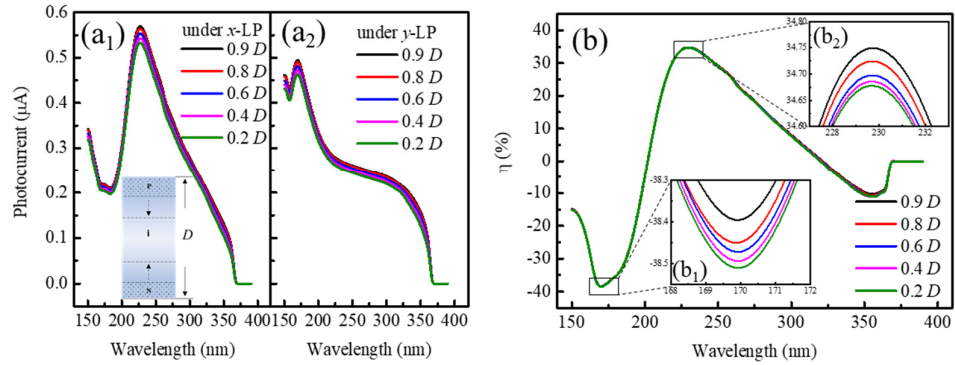 (a1)
under x-LP
0.9 D
0.8 D
0.6 D
0.4 D
0.2 D
P
i
N
D
Photocurrent (μA)
0.6
0.5
0.4
0.3
0.2
0.1
0.0
150 200 250 300 350 400
Wavelength (nm)
(a2)
under y-LP
0.9 D
0.8 D
0.6 D
0.4 D
0.2 D
150 200 250 300 350 400
Wavelength (nm)
(b)
η (%)
40
30
20
10
0
-10
-20
-30
-40
150 200 250 300 350 400
Wavelength (nm)
(b2)
34.80
34.75
34.70
34.65
34.60
228 230 232
(b1)
-38.3
-38.4
-38.5
168 169 170 171 172
0.9 D
0.8 D
0.6 D
0.4 D
0.2 D